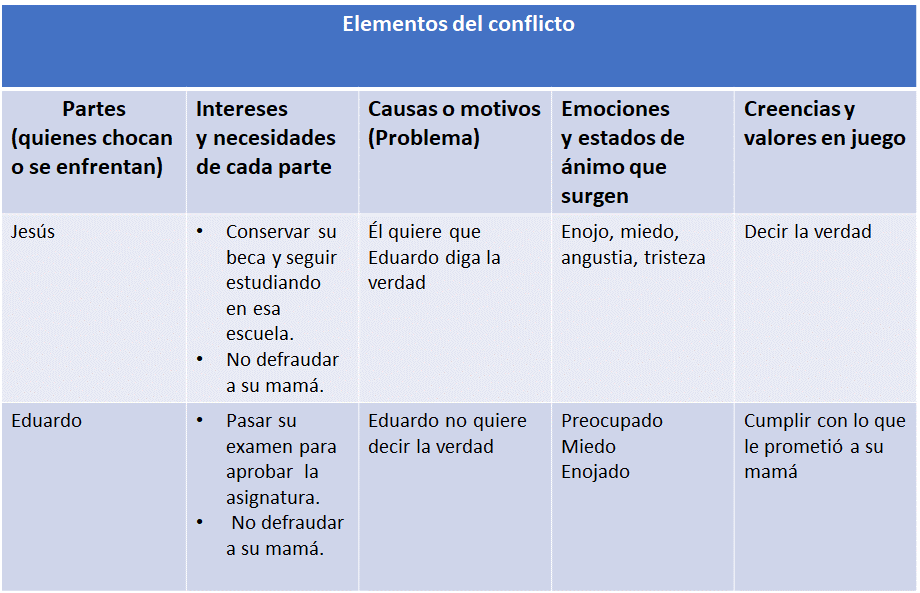 Elementos del conflicto
Partes
(quienes chocan
o se enfrentan)
Intereses
y necesidades
de cada parte
Causas o motivos
(Problema)
Emociones
y estados de
ánimo que
surgen
Creencias y
valores en juego
Jesús
• Conservar su
beca y seguir
estudiando
en esa
escuela.
• No defraudar
a su mamá.
Él quiere que
Eduardo diga la
verdad
Enojo, miedo,
angustia, tristeza
Decir la verdad
Eduardo
• Pasar su
examen para
aprobar la
asignatura.
• No defraudar
a su mamá.
Eduardo no quiere
decir la verdad
Preocupado
Miedo
Enojado
Cumplir con lo que
le prometió a su
mamá